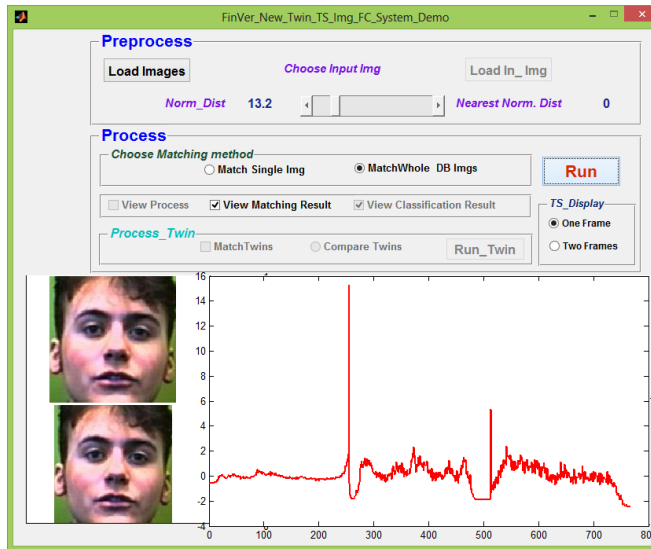 FinVer_New_Twin_TS_Img_FC_System_Demo
Preprocess
Load Images
Choose Input Img
Load In_ Img
Norm_Dist 13.2
Nearest Norm. Dist 0
Process
Choose Matching method
Match Single Img
MatchWhole DB Imgs
Run
View Process
View Matching Result
View Classification Result
TS_Display
One Frame
Two Frames
Process_Twin
MatchTwins
Compare Twins
Run_Twin
16
14
12
10
8
6
4
2
0
-2
-4
0 100 200 300 400 500 600 700 80